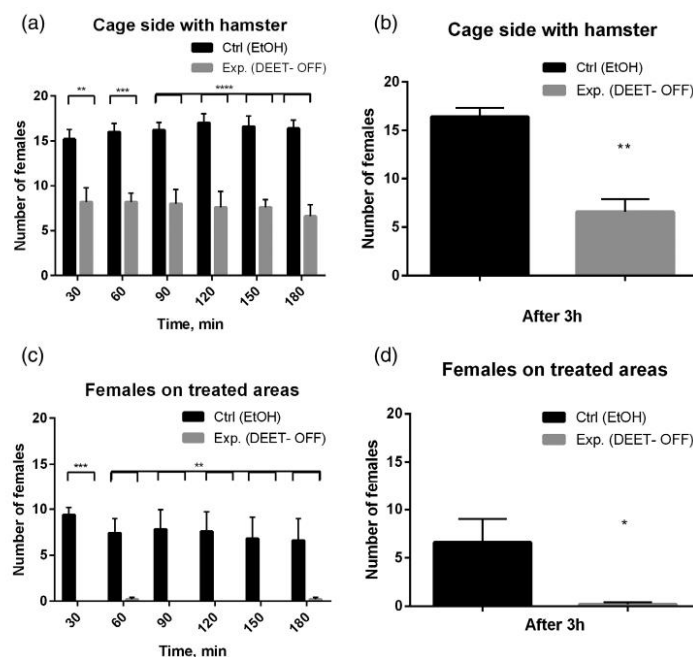 (a)
Cage side with hamster
Ctrl (EtOH)
Exp. (DEET- OFF)
** *** ****
20
15
10
5
0
Number of females
30 60 90 120 150 180
Time, min
(b)
Cage side with hamster
Ctrl (EtOH)
Exp. (DEET- OFF)
**
20
15
10
5
0
Number of females
After 3h
(c)
Females on treated areas
Ctrl (EtOH)
Exp. (DEET- OFF)
*** **
20
15
10
5
0
Number of females
30 60 90 120 150 180
Time, min
(d)
Females on treated areas
Ctrl (EtOH)
Exp. (DEET- OFF)
*
20
15
10
5
0
Number of females
After 3h